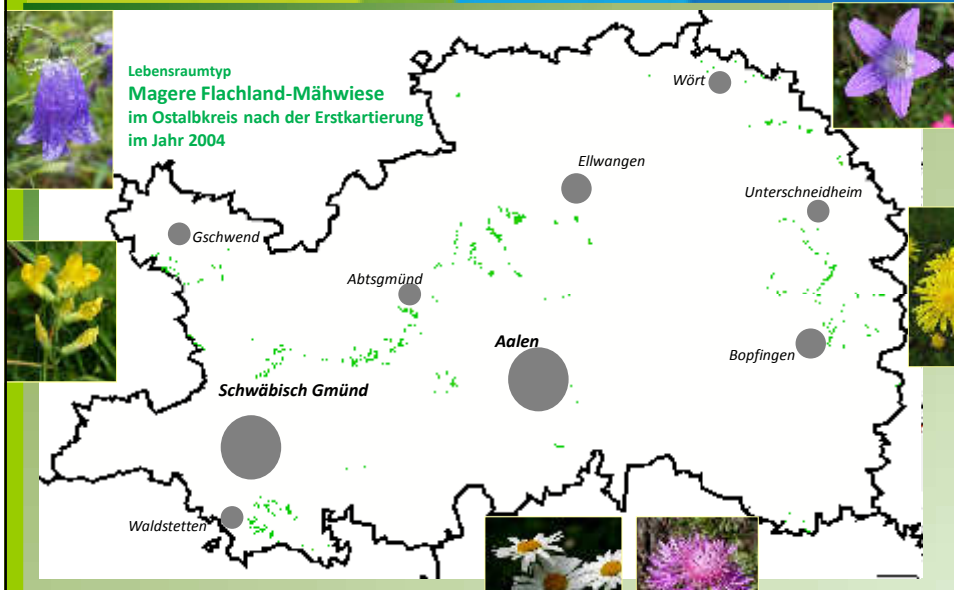 Lebensraumtyp
Magere Flachland-Mähwiese
im Ostalbkreis nach der Erstkartierung
im Jahr 2004
Wört
Ellwangen
Unterschneidheim
Gschwend
Abtsgmünd
Aalen
Bopfingen
Schwäbisch Gmünd
Waldstetten